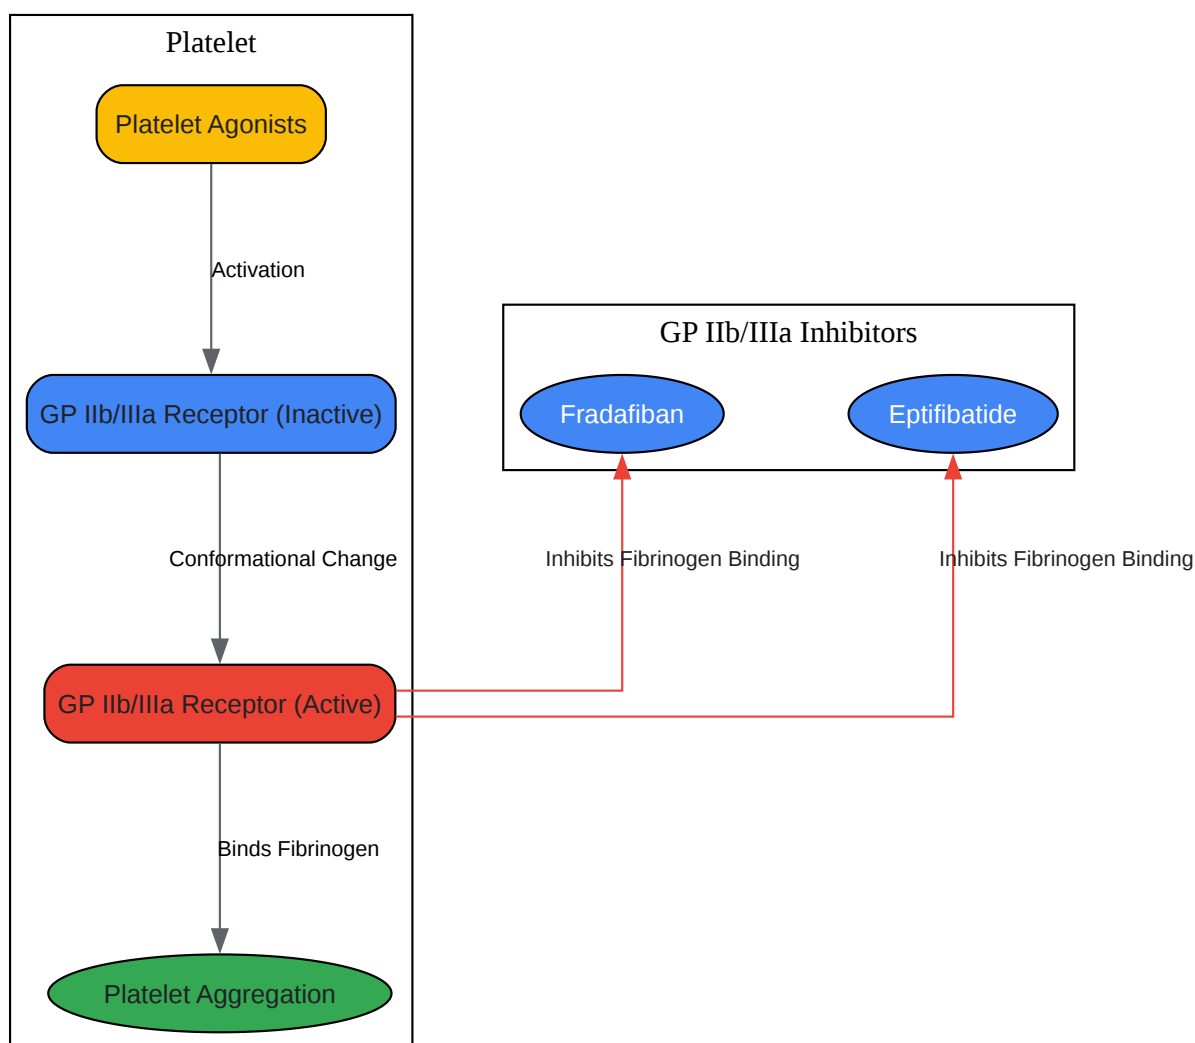 Platelet
Platelet Agonists
Activation
GP IIb/IIIa Inhibitors
GP IIb/IIIa Receptor (Inactive)
Fradafiban
Eptifibatide
Conformational Change
Inhibits Fibrinogen Binding
Inhibits Fibrinogen Binding
GP IIb/IIIa Receptor (Active)
Binds Fibrinogen
Platelet Aggregation